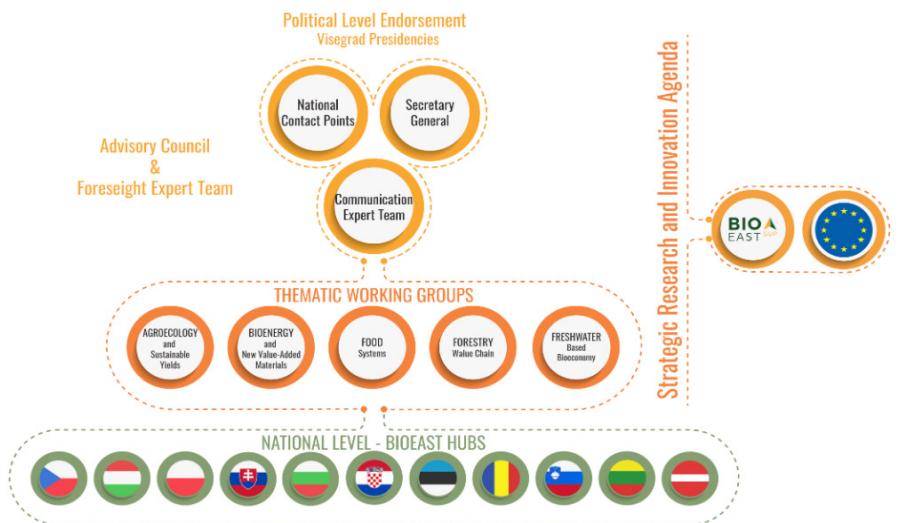 Political Level Endorsement
Visegrad Presidencies
National
Contact Points
Secretary
General
Advisory Council
&
Foreseight Expert Team
Communication
Expert Team
Strategic Research and Innovation Agenda
BIO
EAST
THEMATIC WORKING GROUPS
AGROECOLOGY
and
Sustainable
Yields
BIOENERGY
and
New Value-Added
Materials
FOOD
Systems
FORESTRY
Walue Chain
FRESHWATER
Based
Bioeconomy
NATIONAL LEVEL - BIOEAST HUBS